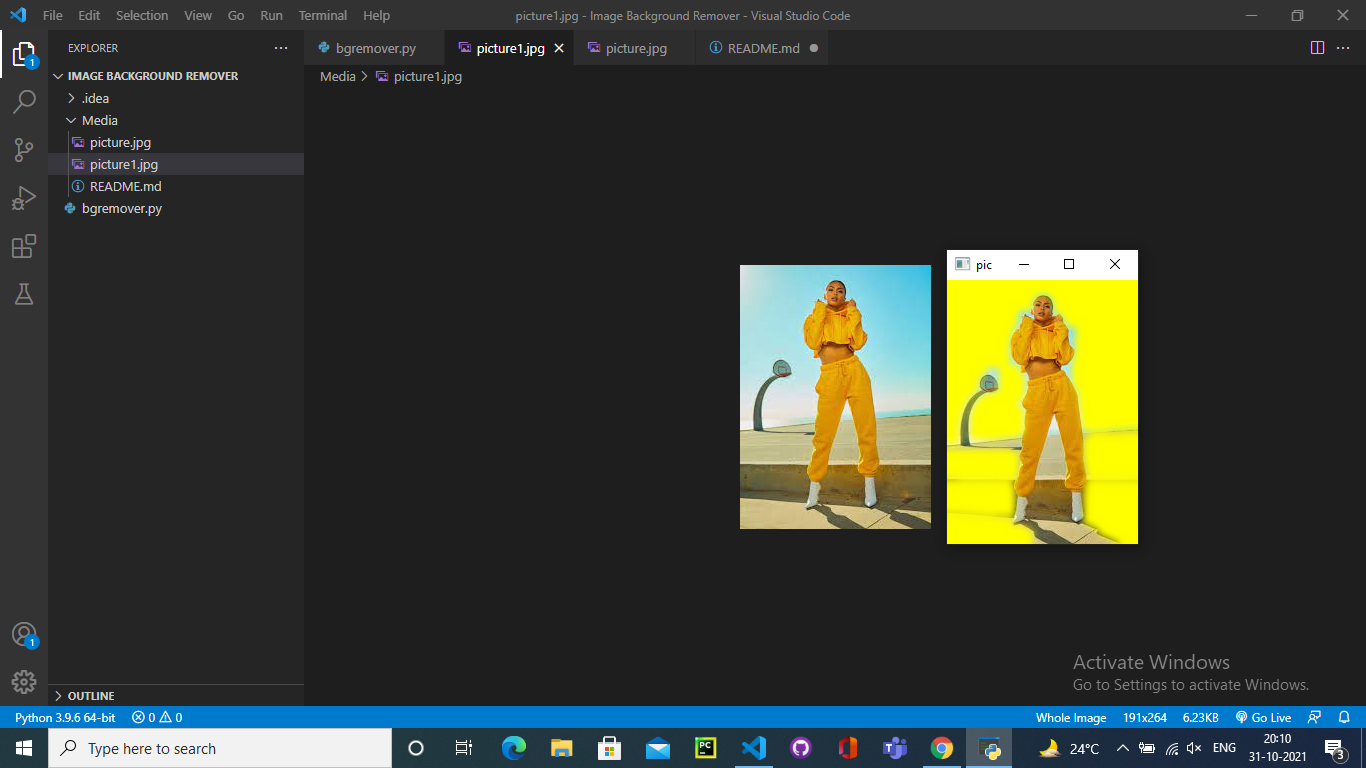 File Edit Selection View Go Run Terminal Help
picture1.jpg - Image Background Remover - Visual Studio Code
EXPLORER
IMAGE BACKGROUND REMOVER
.idea
Media
picture.jpg
picture1.jpg
README.md
bgremover.py
OUTLINE
bgremover.py picture1.jpg picture.jpg README.md
Media picture1.jpg
pic
1
1
Activate Windows
Go to Settings to activate Windows.
Python 3.9.6 64-bit 0 0
Whole Image 191x264 6.23KB Go Live
Type here to search
PC
24°C ENG
20:10
31-10-2021
3